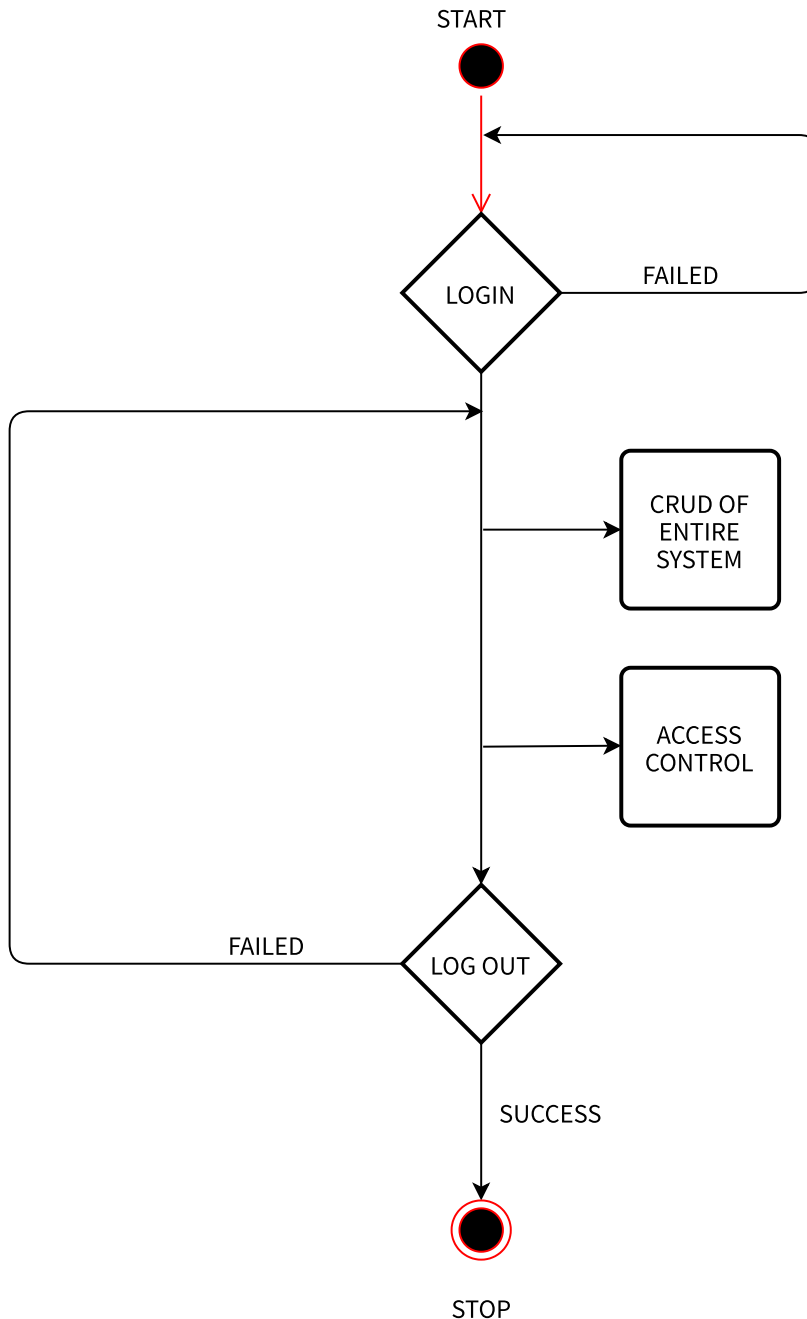 START
LOGIN
FAILED
CRUD OF
ENTIRE
SYSTEM
ACCESS
CONTROL
FAILED
LOG OUT
SUCCESS
STOP